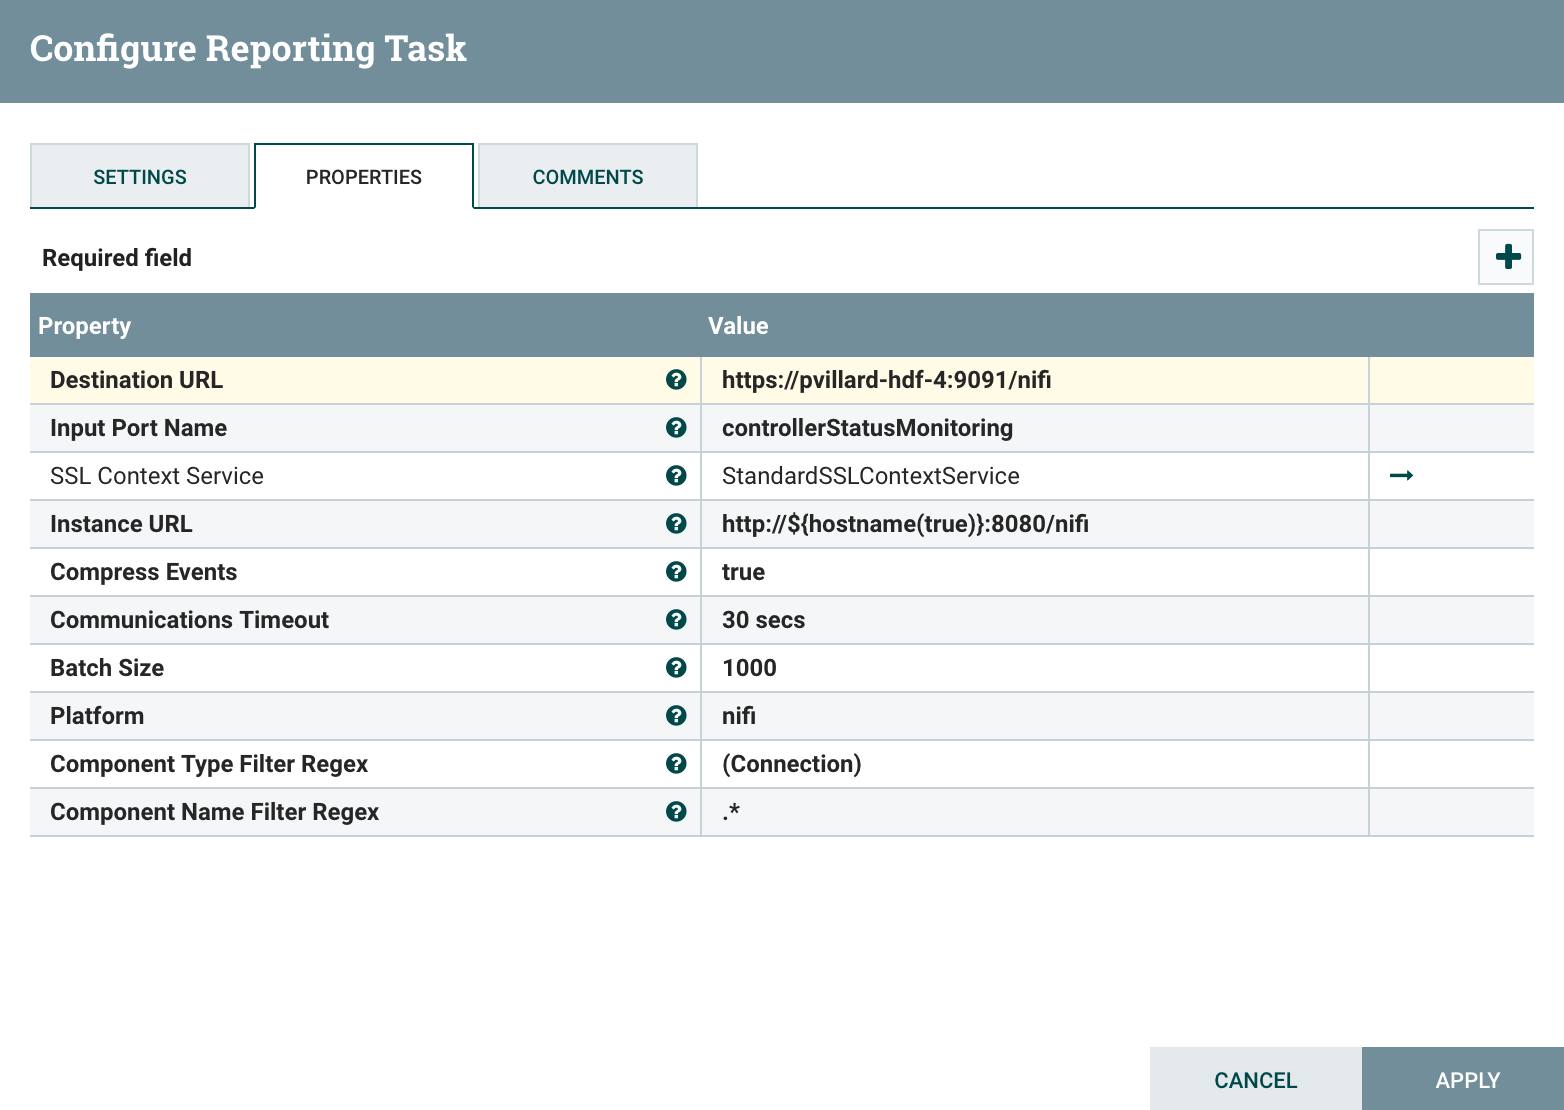 Configure Reporting Task
SETTINGS PROPERTIES COMMENTS
Required field
Property Value
Destination URL https://pvillard-hdf-4:9091/nifi
Input Port Name controllerStatusMonitoring
SSL Context Service StandardSSLContextService
Instance URL http://${hostname(true)}:8080/nifi
Compress Events true
Communications Timeout 30 secs
Batch Size 1000
Platform nifi
Component Type Filter Regex (Connection)
Component Name Filter Regex .*
CANCEL APPLY